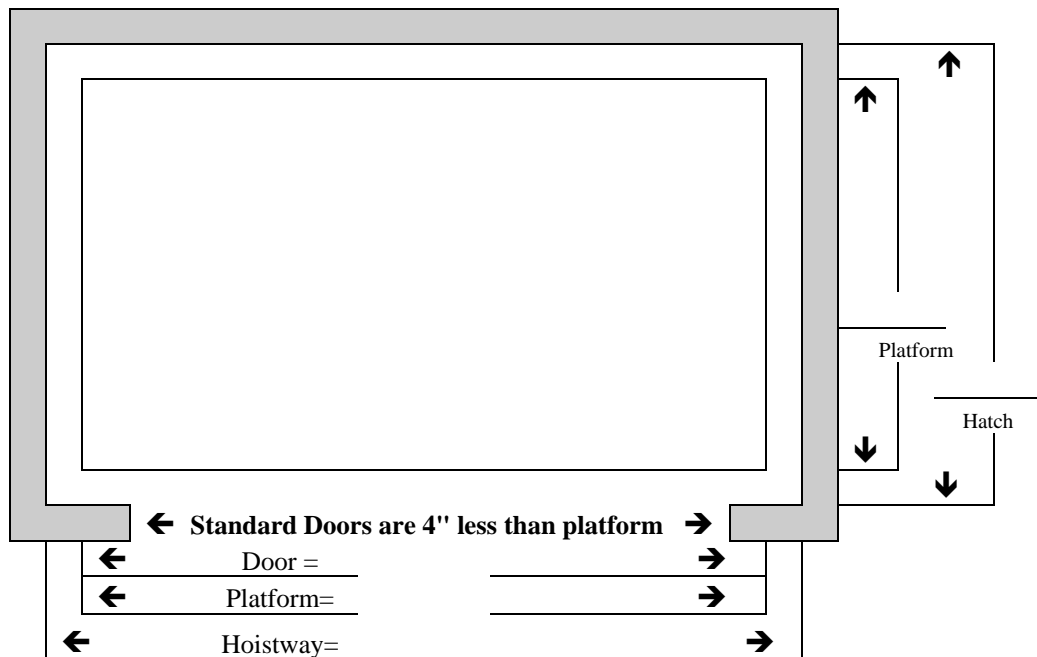 Platform
Hatch
Standard Doors are 4" less than platform
Door =
Platform=
Hoistway=